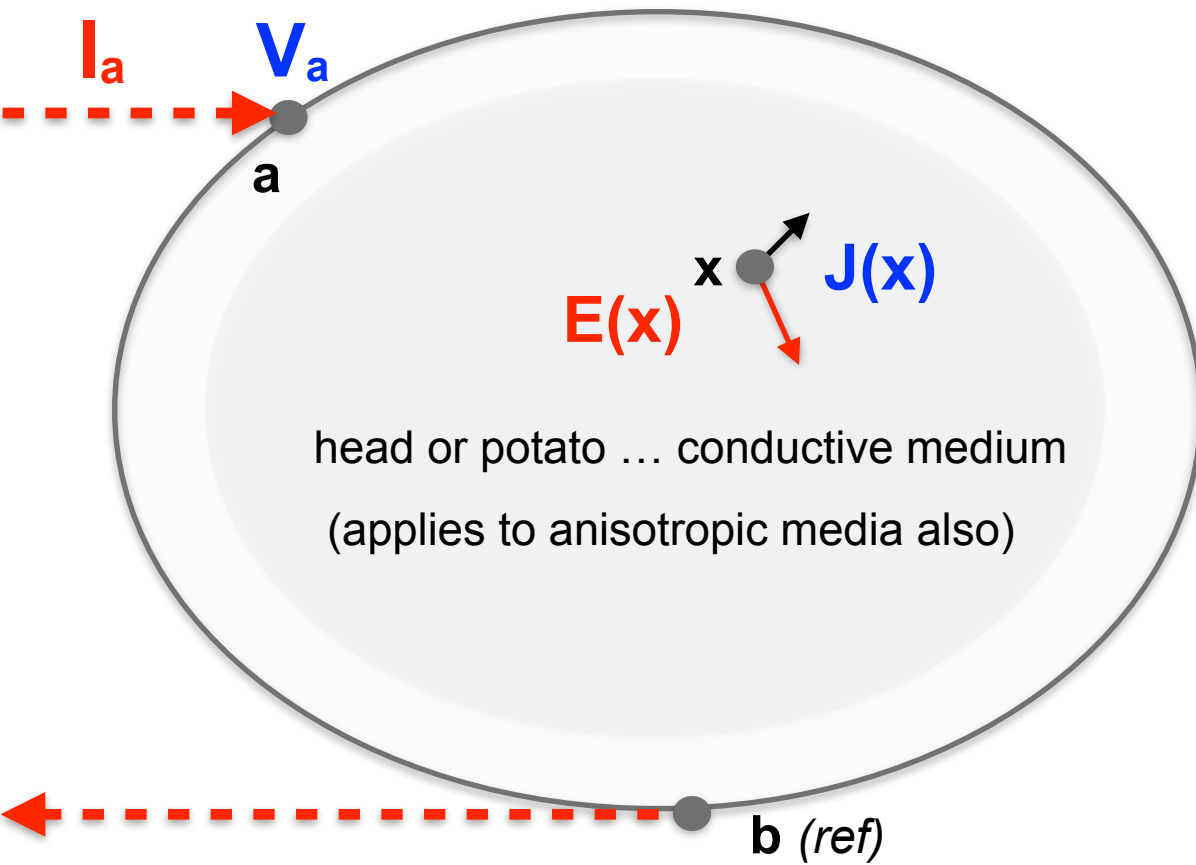 Iₐ
Vₐ
a
x
J(x)
E(x)
head or potato … conductive medium
(applies to anisotropic media also)
b (ref)